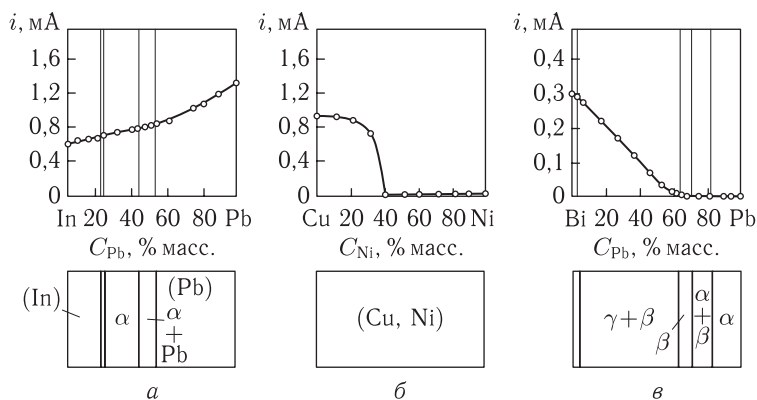 i, мА
1,6
1,2
0,8
0,4
0
In 20 40 60 80 Pb
C_Pb, % масс.
(In)
α
(Pb)
α
+
Pb
а
i, мА
1,6
1,2
0,8
0,4
0
Cu 20 40 60 80 Ni
C_Ni, % масс.
(Cu, Ni)
б
i, мА
0,4
0,3
0,2
0,1
0
Bi 20 40 60 80 Pb
C_Pb, % масс.
γ + β
β
α
+
β
α
в